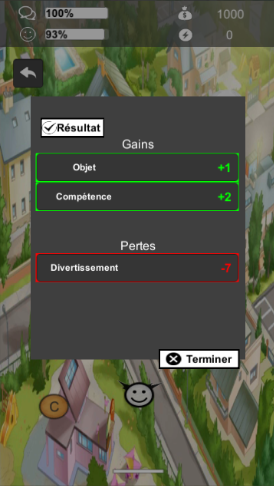 100% 1000
93% 0
Résultat
Gains
Objet +1
Compétence +2
Pertes
Divertissement -7
Terminer
C